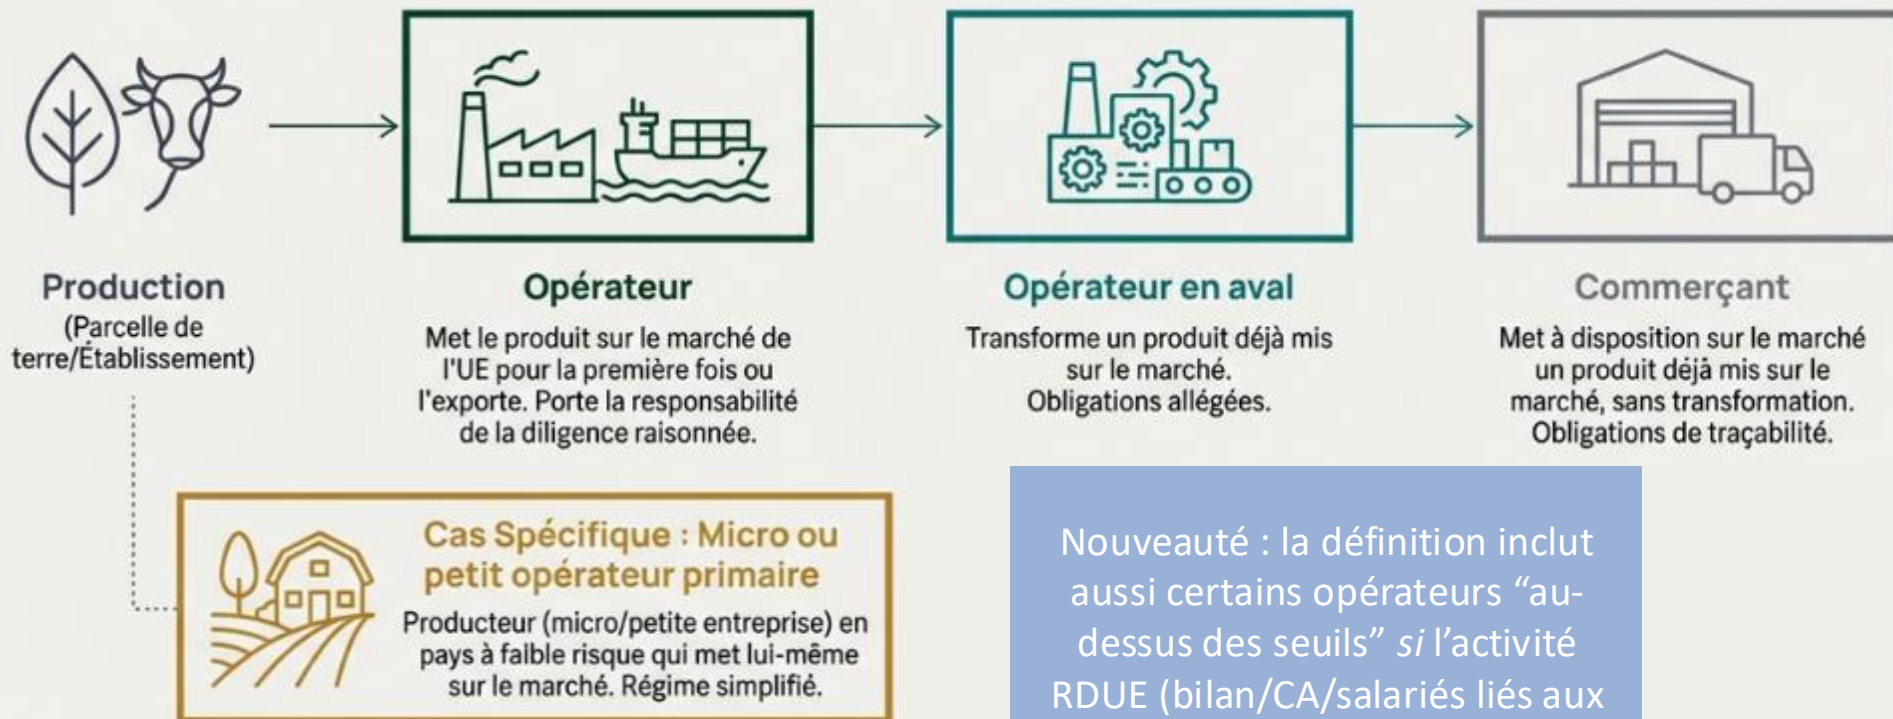 Production
(Parcelle de
terre/Établissement)
Opérateur
Met le produit sur le marché de
l'UE pour la première fois ou
l'exporte. Porte la responsabilité
de la diligence raisonnée.
Opérateur en aval
Transforme un produit déjà mis
sur le marché.
Obligations allégées.
Commerçant
Met à disposition sur le marché
un produit déjà mis sur le
marché, sans transformation.
Obligations de traçabilité.
Cas Spécifique : Micro ou
petit opérateur primaire
Producteur (micro/petite entreprise) en
pays à faible risque qui met lui-même
sur le marché. Régime simplifié.
Nouveauté : la définition inclut
aussi certains opérateurs “au-
dessus des seuils” si l’activité
RDUE (bilan/CA/salariés liés aux